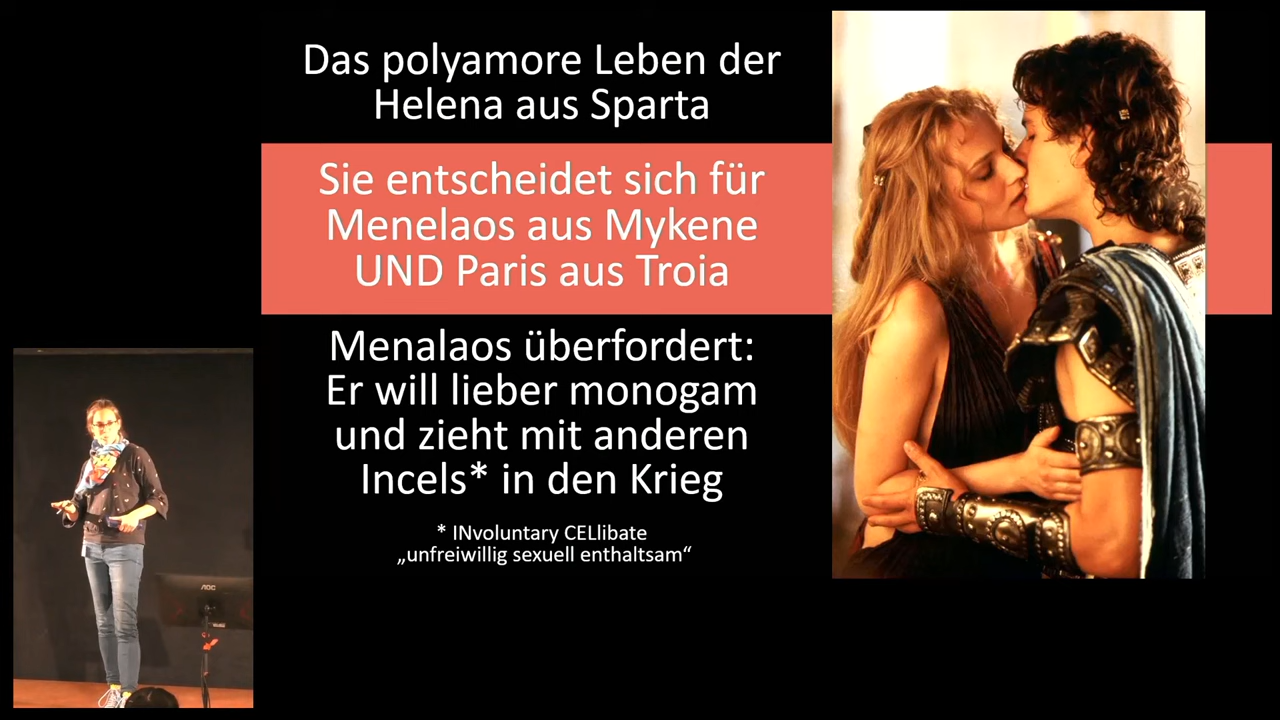 Das polyamore Leben der
Helena aus Sparta
Sie entscheidet sich für
Menelaos aus Mykene
UND Paris aus Troia
Menalaos überfordert:
Er will lieber monogam
und zieht mit anderen
Incels* in den Krieg
* INvoluntary CELlibate
„unfreiwillig sexuell enthaltsam“
AOC